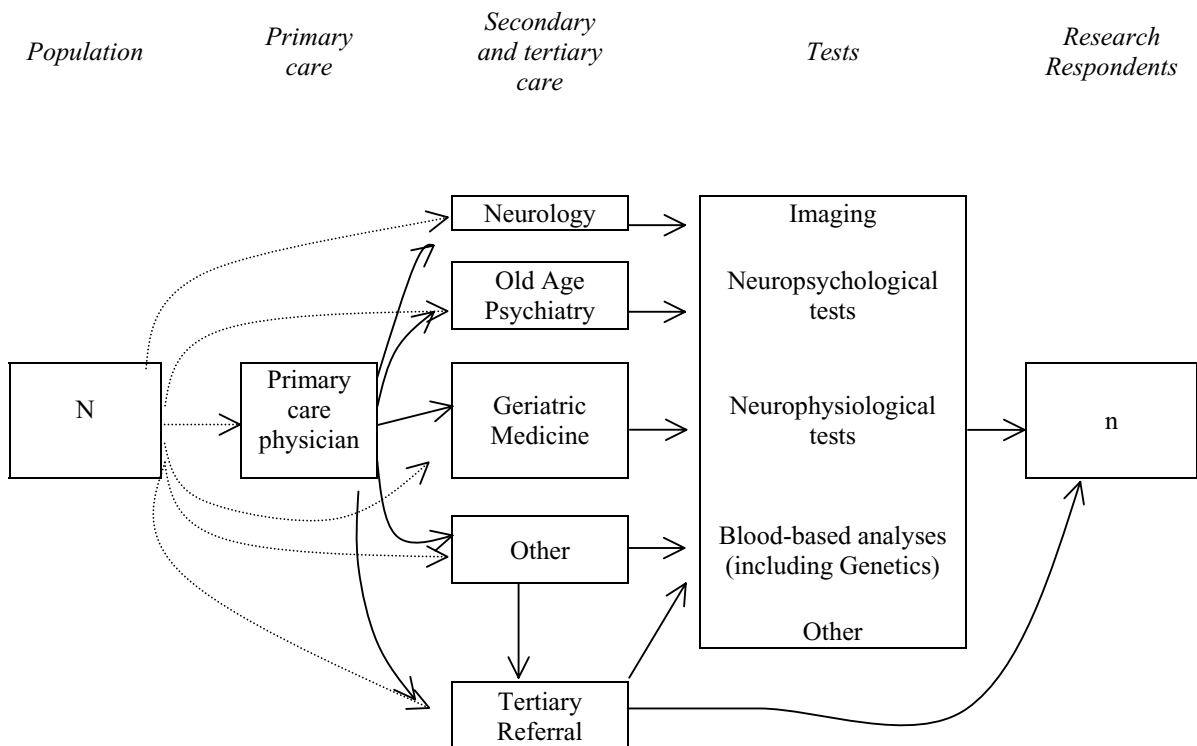 Population
Primary
care
Secondary
and tertiary
care
Tests
Research
Respondents
N
Primary
care
physician
Neurology
Old Age
Psychiatry
Geriatric
Medicine
Other
Tertiary
Referral
Imaging
Neuropsychological
tests
Neurophysiological
tests
Blood-based analyses
(including Genetics)
Other
n